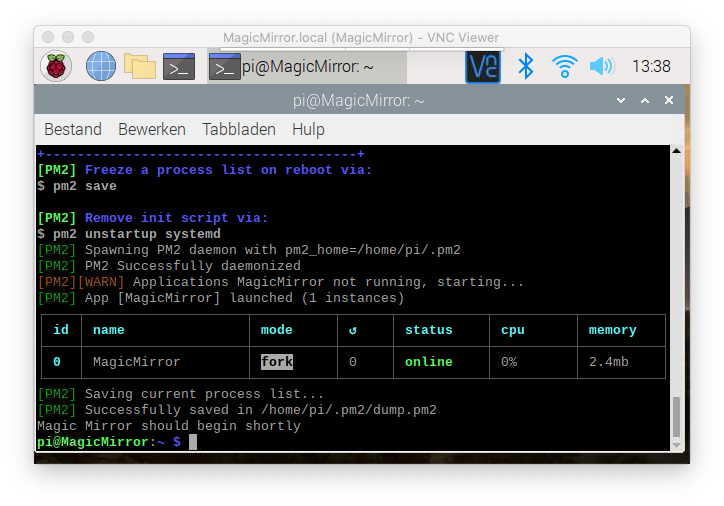 MagicMirror.local (MagicMirror) - VNC Viewer
>_ >_ pi@MagicMirror: ~ VNC 13:38
pi@MagicMirror: ~
Bestand Bewerken Tabbladen Hulp
+--------------------------------------+
[PM2] Freeze a process list on reboot via:
$ pm2 save
[PM2] Remove init script via:
$ pm2 unstartup systemd
[PM2] Spawning PM2 daemon with pm2_home=/home/pi/.pm2
[PM2] PM2 Successfully daemonized
[PM2][WARN] Applications MagicMirror not running, starting...
[PM2] App [MagicMirror] launched (1 instances)
id name mode ↺ status cpu memory
0 MagicMirror fork 0 online 0% 2.4mb
[PM2] Saving current process list...
[PM2] Successfully saved in /home/pi/.pm2/dump.pm2
Magic Mirror should begin shortly
pi@MagicMirror:~ $